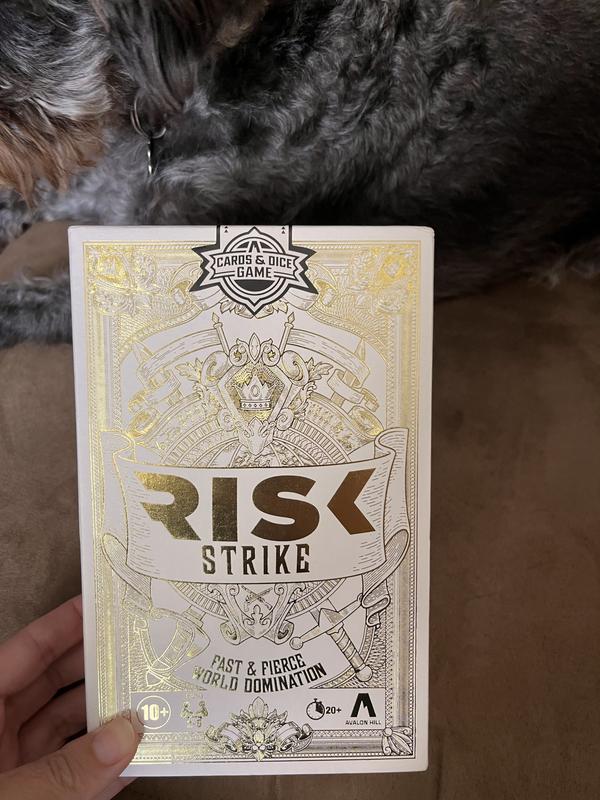 CARDS & DICE
GAME
RISK
STRIKE
FAST & FIERCE
WORLD DOMINATION
10+
20+
AVALON HILL